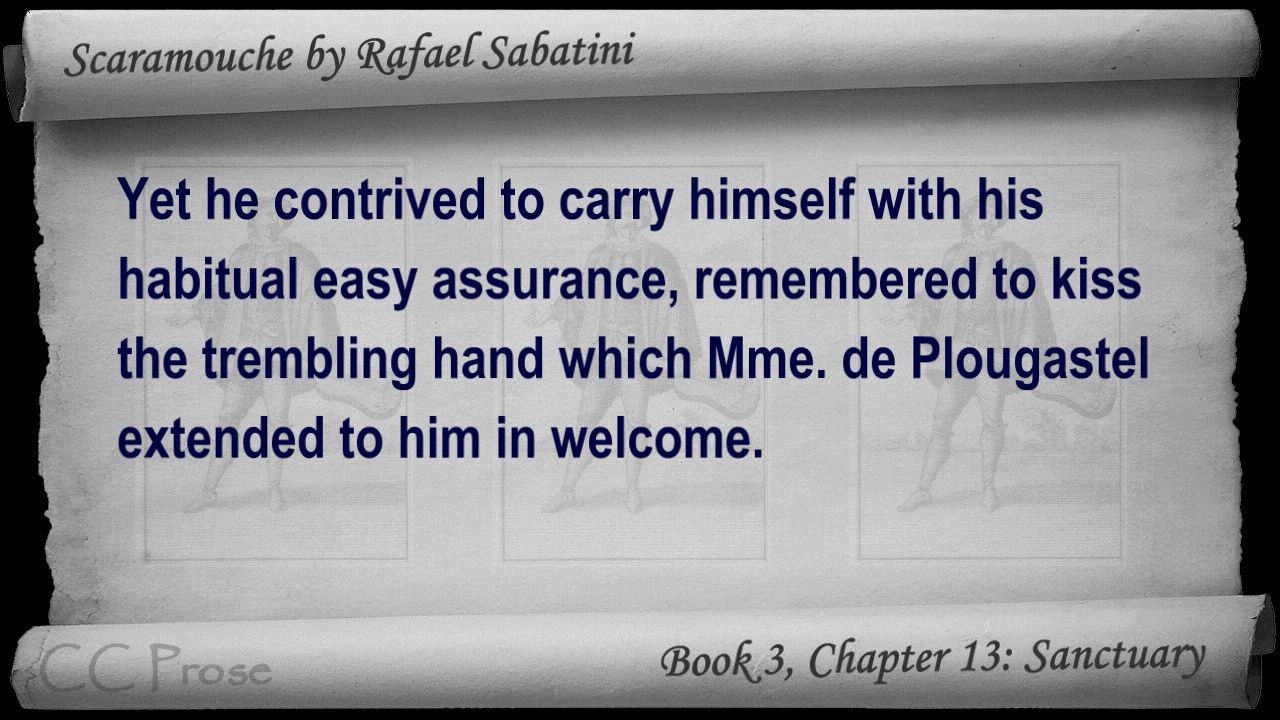 Scaramouche by Rafael Sabatini
Yet he contrived to carry himself with his
habitual easy assurance, remembered to kiss
the trembling hand which Mme. de Plougastel
extended to him in welcome.
CC Prose
Book 3, Chapter 13: Sanctuary